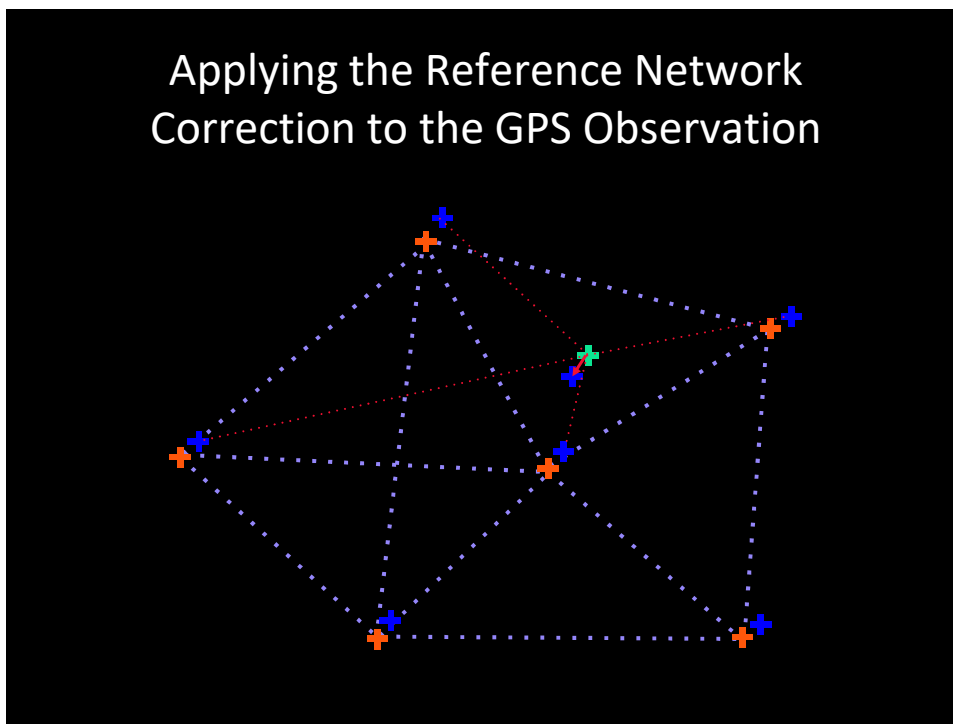 Applying the Reference Network
Correction to the GPS Observation